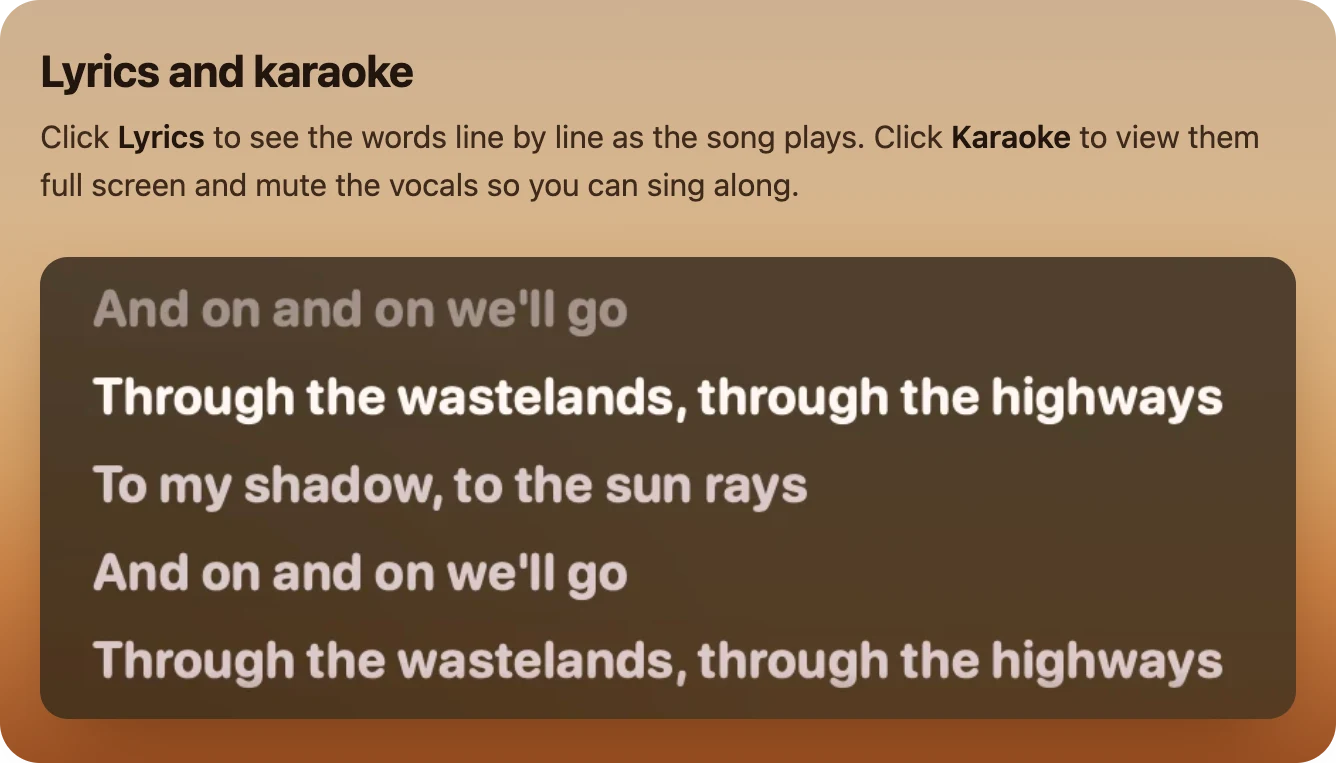 Lyrics and karaoke
Click Lyrics to see the words line by line as the song plays. Click Karaoke to view them
full screen and mute the vocals so you can sing along.
And on and on we'll go
Through the wastelands, through the highways
To my shadow, to the sun rays
And on and on we'll go
Through the wastelands, through the highways